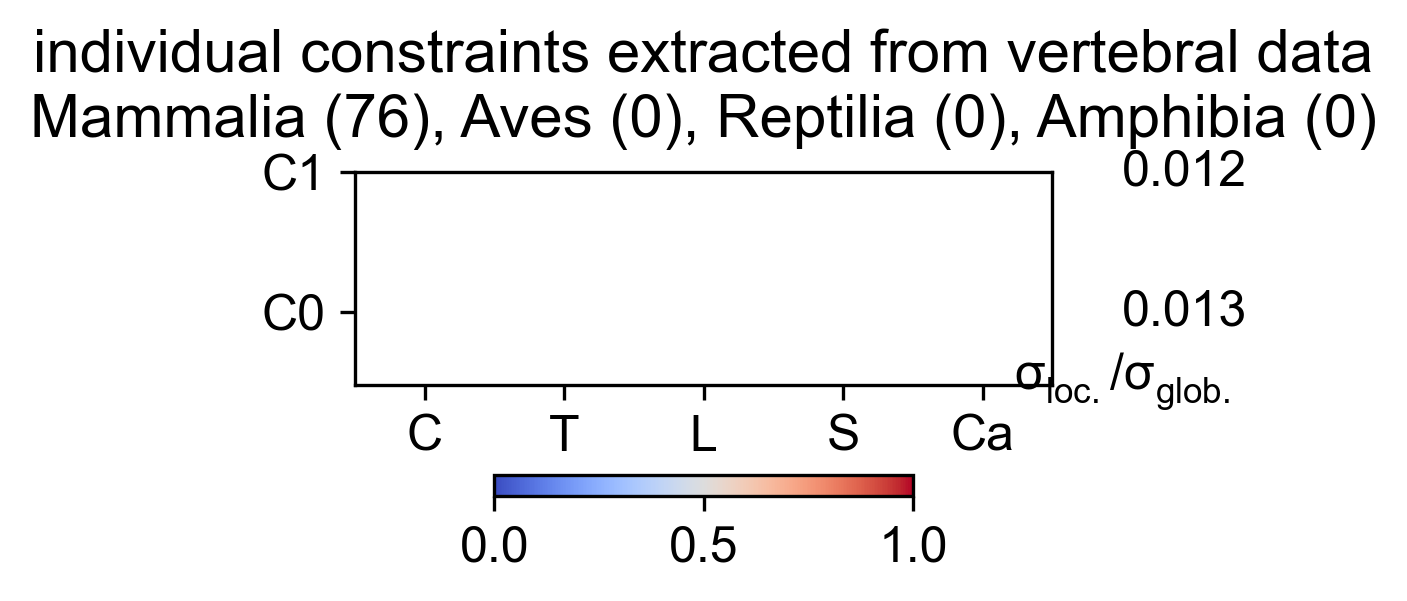 individual constraints extracted from vertebral data
Mammalia (76), Aves (0), Reptilia (0), Amphibia (0)
C1 0.012
C0 0.013
σloc. /σglob.
C T L S Ca
0.0 0.5 1.0